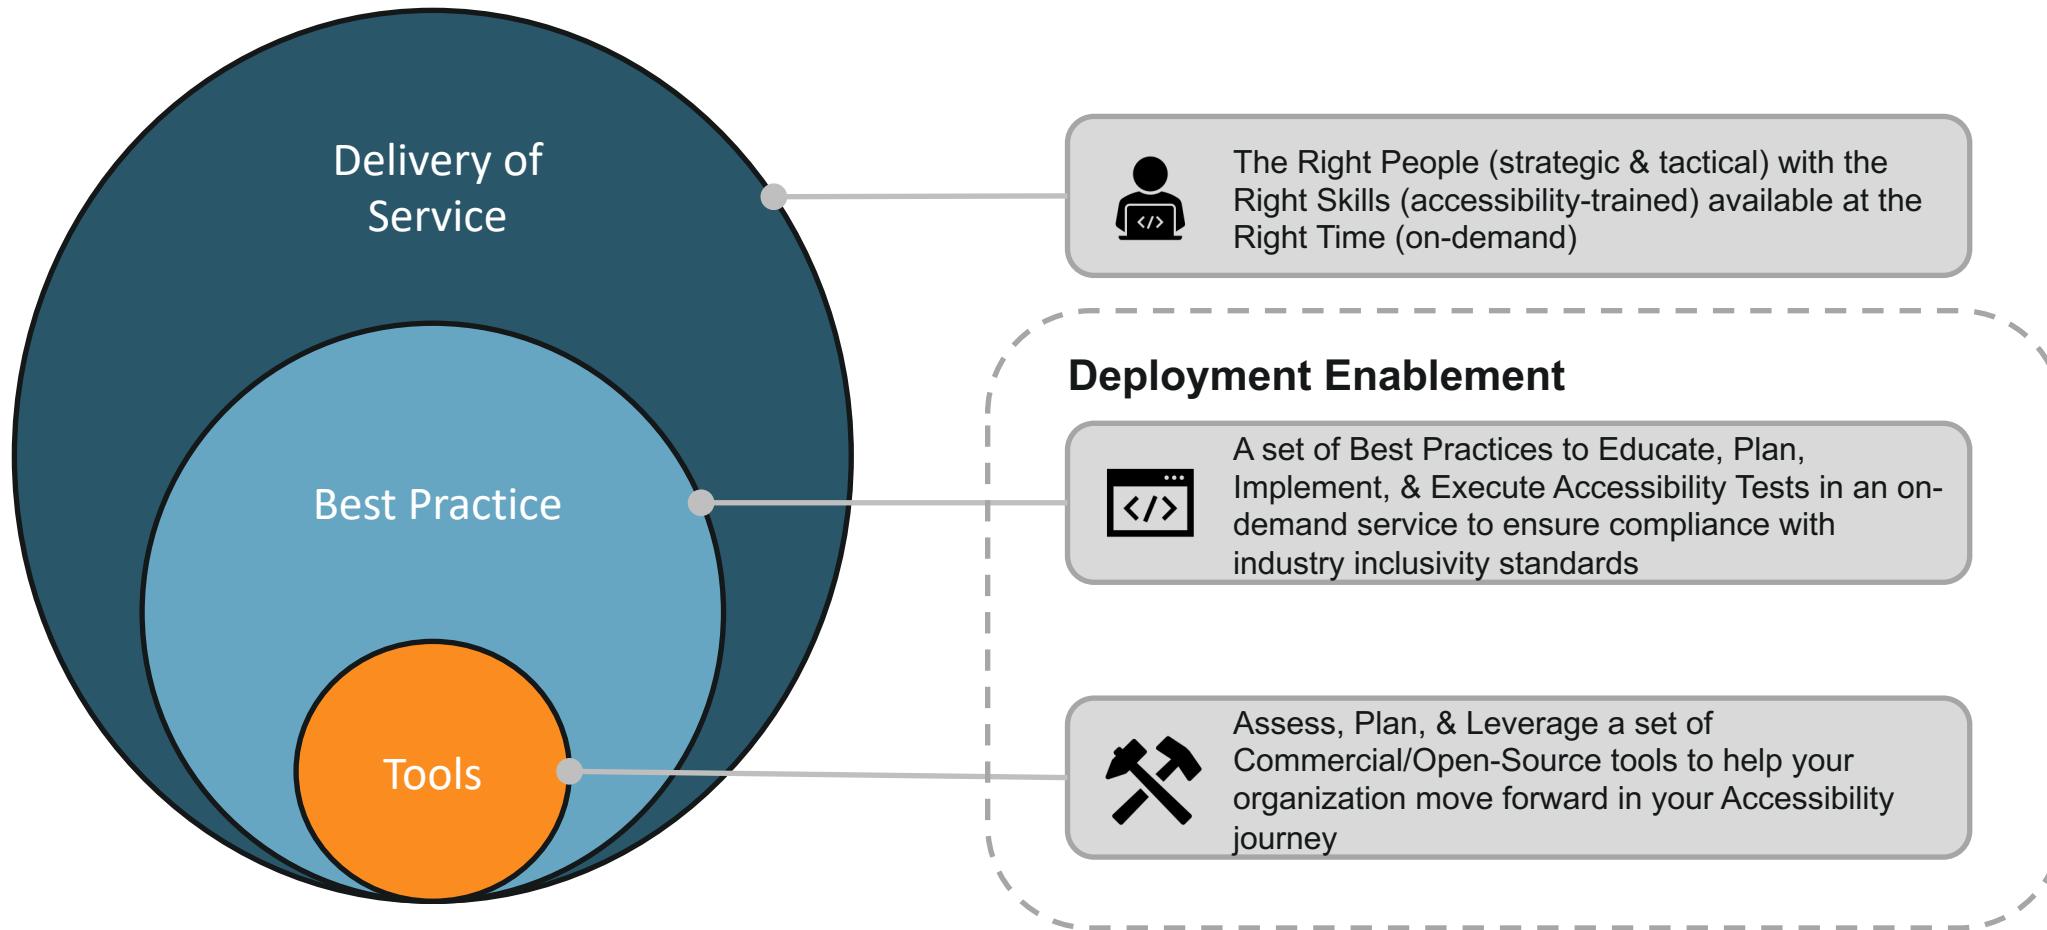 Delivery of
Service
The Right People (strategic & tactical) with the
Right Skills (accessibility-trained) available at the
Right Time (on-demand)
</>
Deployment Enablement
Best Practice
A set of Best Practices to Educate, Plan,
Implement, & Execute Accessibility Tests in an on-
demand service to ensure compliance with
industry inclusivity standards
</>
Tools
Assess, Plan, & Leverage a set of
Commercial/Open-Source tools to help your
organization move forward in your Accessibility
journey